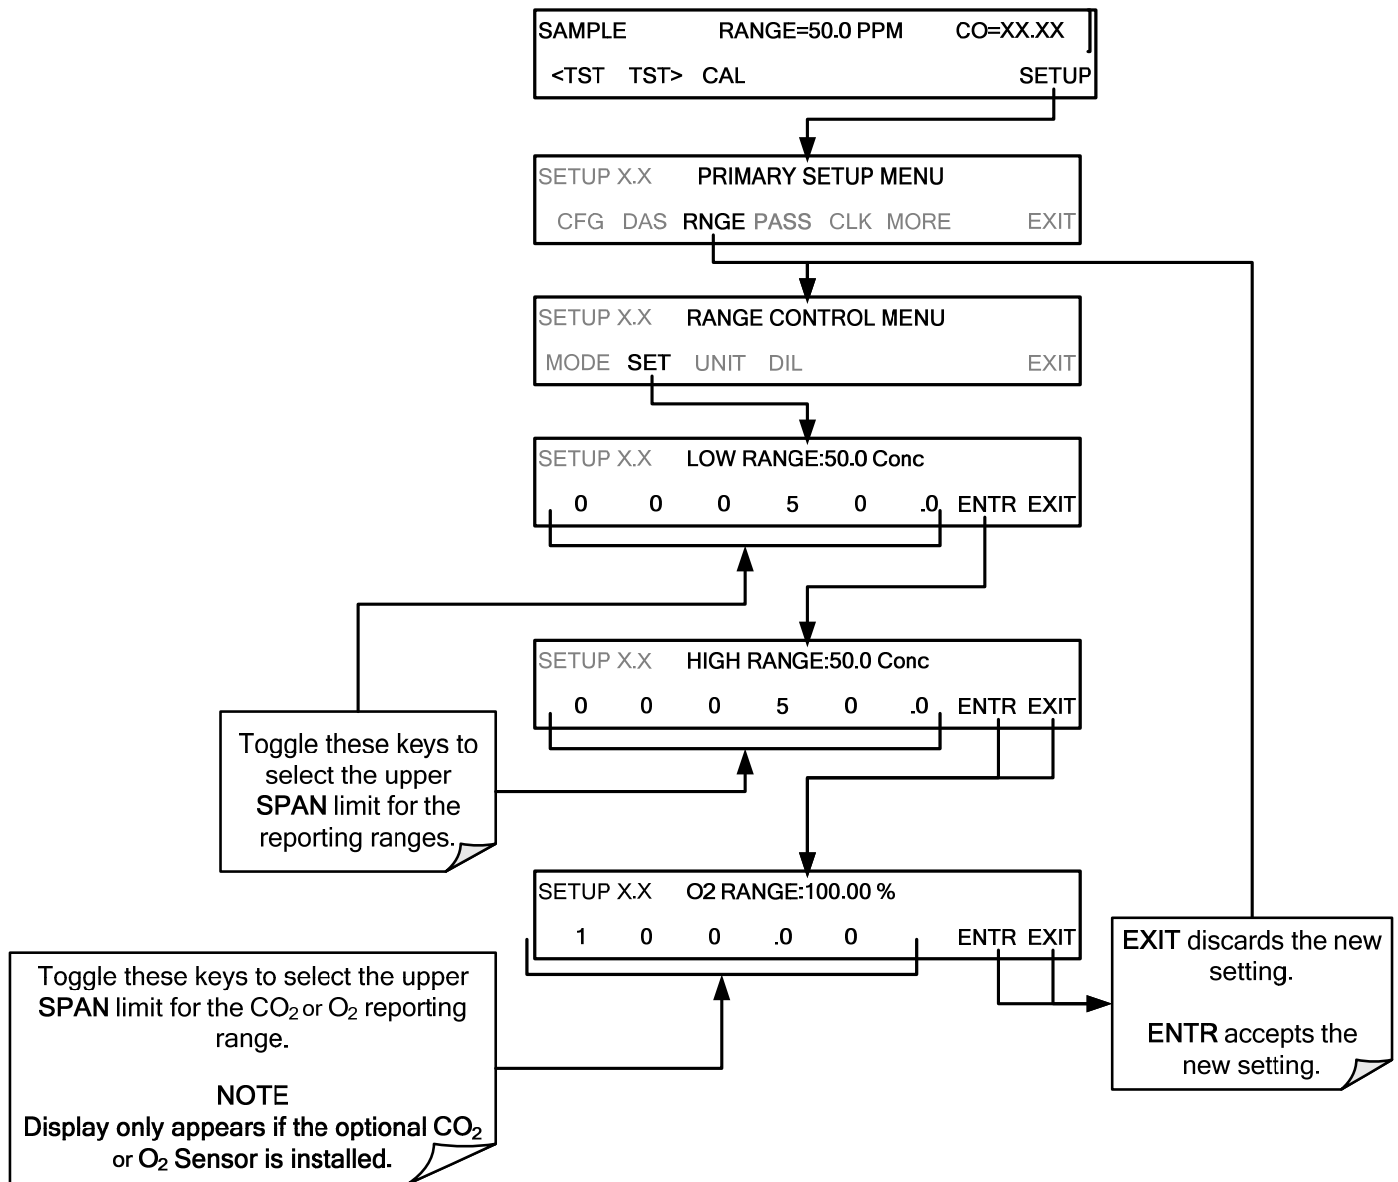 SAMPLE RANGE=50.0 PPM CO=XX.XX
<TST TST> CAL SETUP
SETUP X.X PRIMARY SETUP MENU
CFG DAS RNGE PASS CLK MORE EXIT
SETUP X.X RANGE CONTROL MENU
MODE SET UNIT DIL EXIT
SETUP X.X LOW RANGE:50.0 Conc
0 0 0 5 0 .0 ENTR EXIT
SETUP X.X HIGH RANGE:50.0 Conc
0 0 0 5 0 .0 ENTR EXIT
Toggle these keys to
select the upper
SPAN limit for the
reporting ranges.
SETUP X.X O2 RANGE:100.00 %
1 0 0 .0 0 ENTR EXIT
Toggle these keys to select the upper
SPAN limit for the CO₂ or O₂ reporting
range.
NOTE
Display only appears if the optional CO₂
or O₂ Sensor is installed.
EXIT discards the new
setting.
ENTR accepts the
new setting.